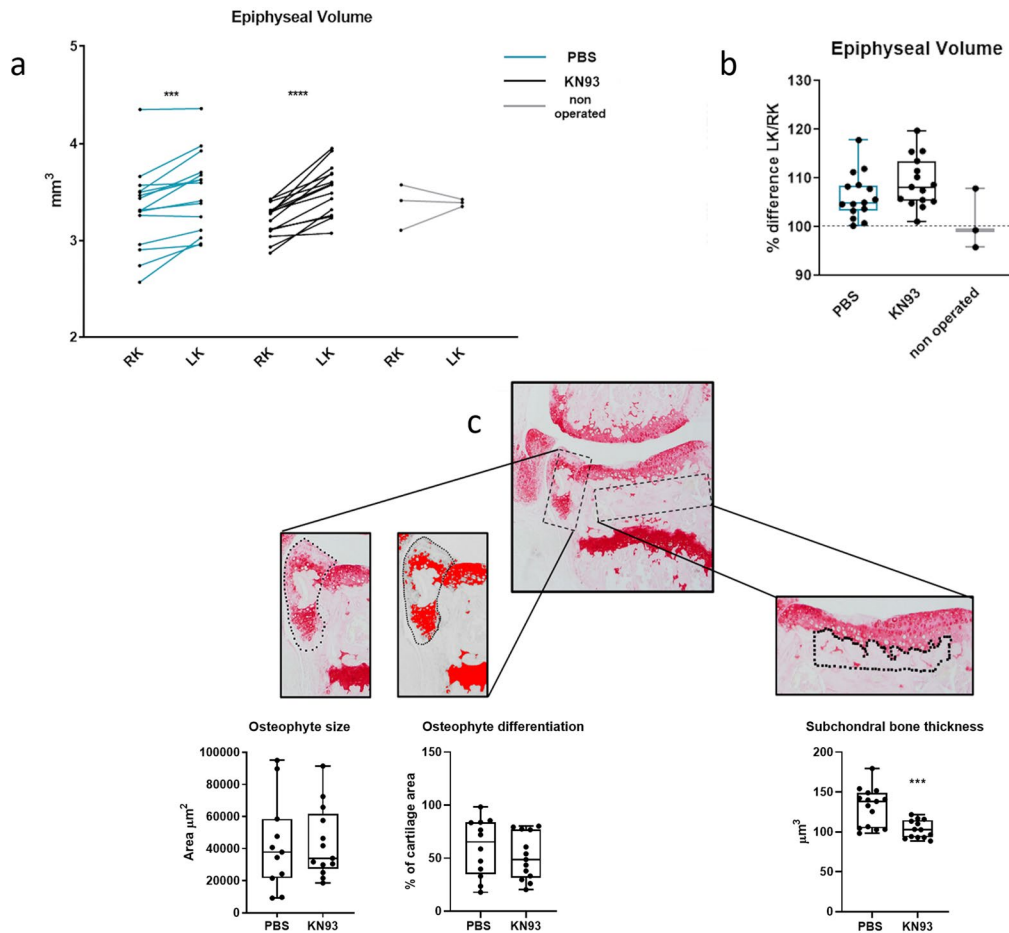 Epiphyseal Volume
a
5
4
3
2
mm³
***
****
RK
LK
RK
LK
RK
LK
PBS
KN93
non
operated
b
Epiphyseal Volume
130
120
110
100
90
% difference LK/RK
PBS
KN93
non operated
c
Osteophyte size
100000
80000
60000
40000
20000
0
Area µm²
PBS
KN93
Osteophyte differentiation
150
100
50
0
% of cartilage area
PBS
KN93
Subchondral bone thickness
200
150
100
50
0
µm³
***
PBS
KN93